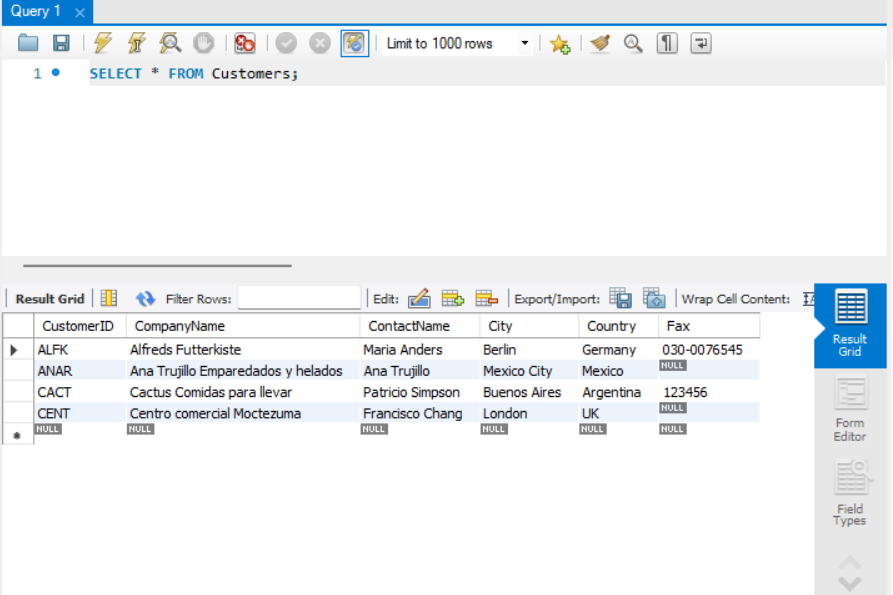 Query 1
Limit to 1000 rows
1 SELECT * FROM Customers;
Result Grid Filter Rows: Edit: Export/Import: Wrap Cell Content:
CustomerID CompanyName ContactName City Country Fax
ALFK Alfreds Futterkiste Maria Anders Berlin Germany 030-0076545
ANAR Ana Trujillo Emparedados y helados Ana Trujillo Mexico City Mexico NULL
CACT Cactus Comidas para llevar Patricio Simpson Buenos Aires Argentina 123456
CENT Centro comercial Moctezuma Francisco Chang London UK NULL
NULL NULL NULL NULL NULL NULL
Result
Grid
Form
Editor
Field
Types